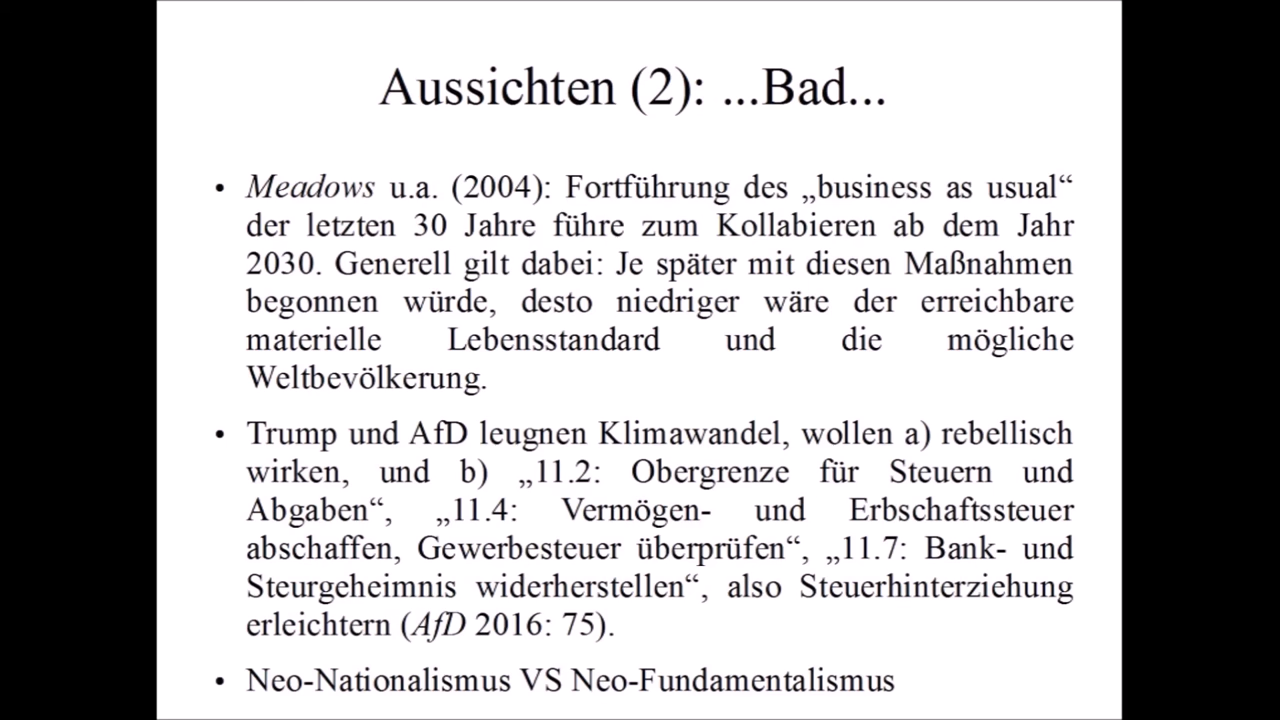 Aussichten (2): ...Bad...
• Meadows u.a. (2004): Fortführung des „business as usual“
der letzten 30 Jahre führe zum Kollabieren ab dem Jahr
2030. Generell gilt dabei: Je später mit diesen Maßnahmen
begonnen würde, desto niedriger wäre der erreichbare
materielle Lebensstandard und die mögliche
Weltbevölkerung.
• Trump und AfD leugnen Klimawandel, wollen a) rebellisch
wirken, und b) „11.2: Obergrenze für Steuern und
Abgaben“, „11.4: Vermögen- und Erbschaftssteuer
abschaffen, Gewerbesteuer überprüfen“, „11.7: Bank- und
Steurgeheimnis widerherstellen“, also Steuerhinterziehung
erleichtern (AfD 2016: 75).
• Neo-Nationalismus VS Neo-Fundamentalismus